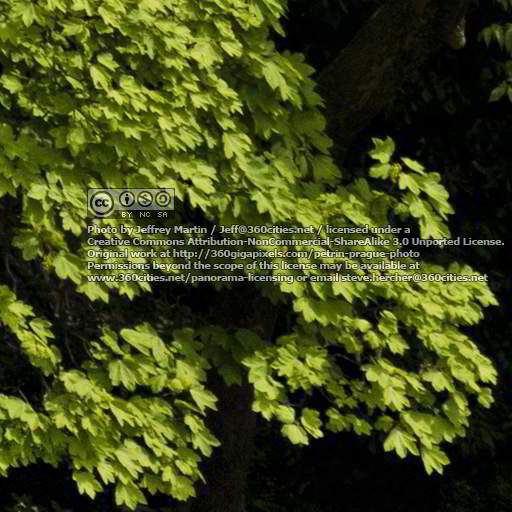 cc
BY NC SA
Photo by Jeffrey Martin / Jeff@360cities.net / licensed under a
Creative Commons Attribution-NonCommercial-ShareAlike 3.0 Unported License.
Original work at http://360gigapixels.com/petrin-prague-photo
Permissions beyond the scope of this license may be available at
www.360cities.net/panorama-licensing or email steve.hercher@360cities.net